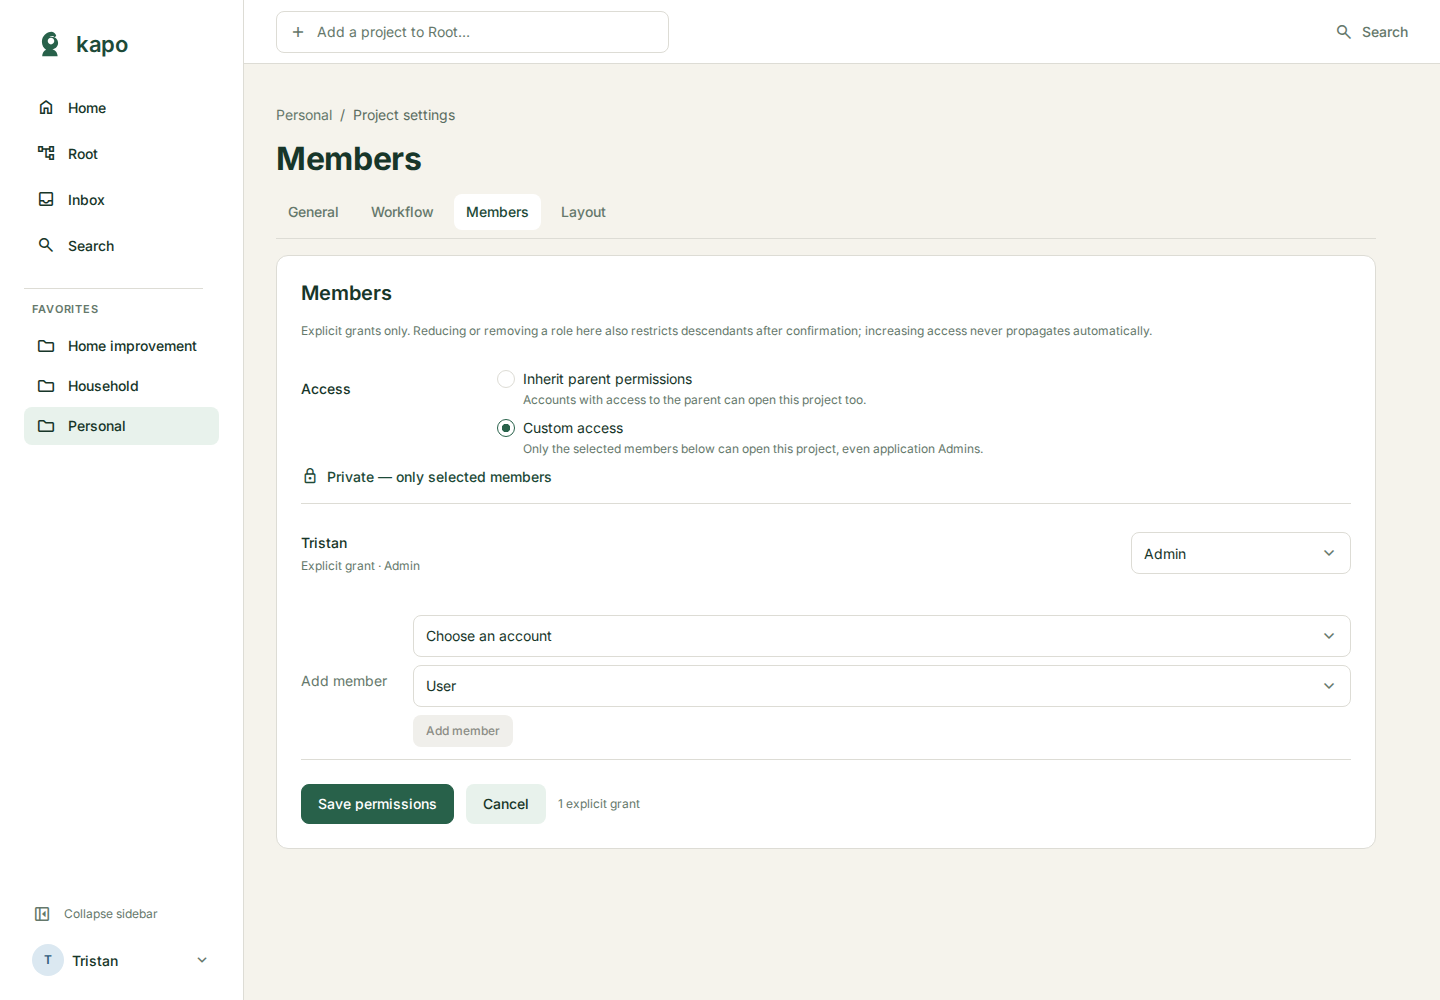 kapo
Add a project to Root...
Search
Home
Root
Inbox
Search
FAVORITES
Home improvement
Household
Personal
Collapse sidebar
T
Tristan
Personal / Project settings
Members
General
Workflow
Members
Layout
Members
Explicit grants only. Reducing or removing a role here also restricts descendants after confirmation; increasing access never propagates automatically.
Access
Inherit parent permissions
Accounts with access to the parent can open this project too.
Custom access
Only the selected members below can open this project, even application Admins.
Private — only selected members
Tristan
Explicit grant · Admin
Admin
Add member
Choose an account
User
Add member
Save permissions
Cancel
1 explicit grant